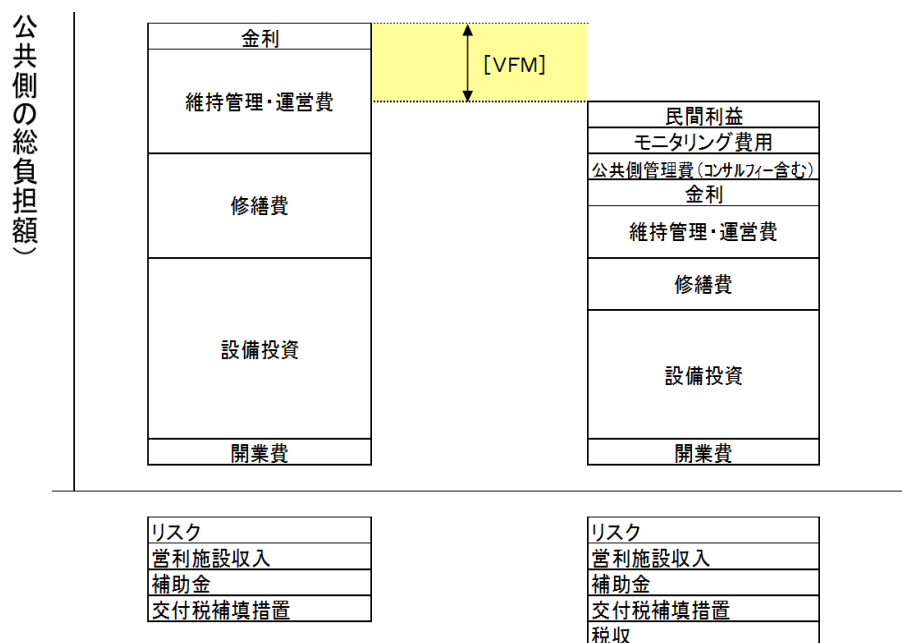 公共側の総負担額）
金利
維持管理・運営費
修繕費
設備投資
開業費
[VFM]
民間利益
モニタリング費用
公共側管理費（コンサルフィー含む）
金利
維持管理・運営費
修繕費
設備投資
開業費
リスク
営利施設収入
補助金
交付税補填措置
リスク
営利施設収入
補助金
交付税補填措置
税収